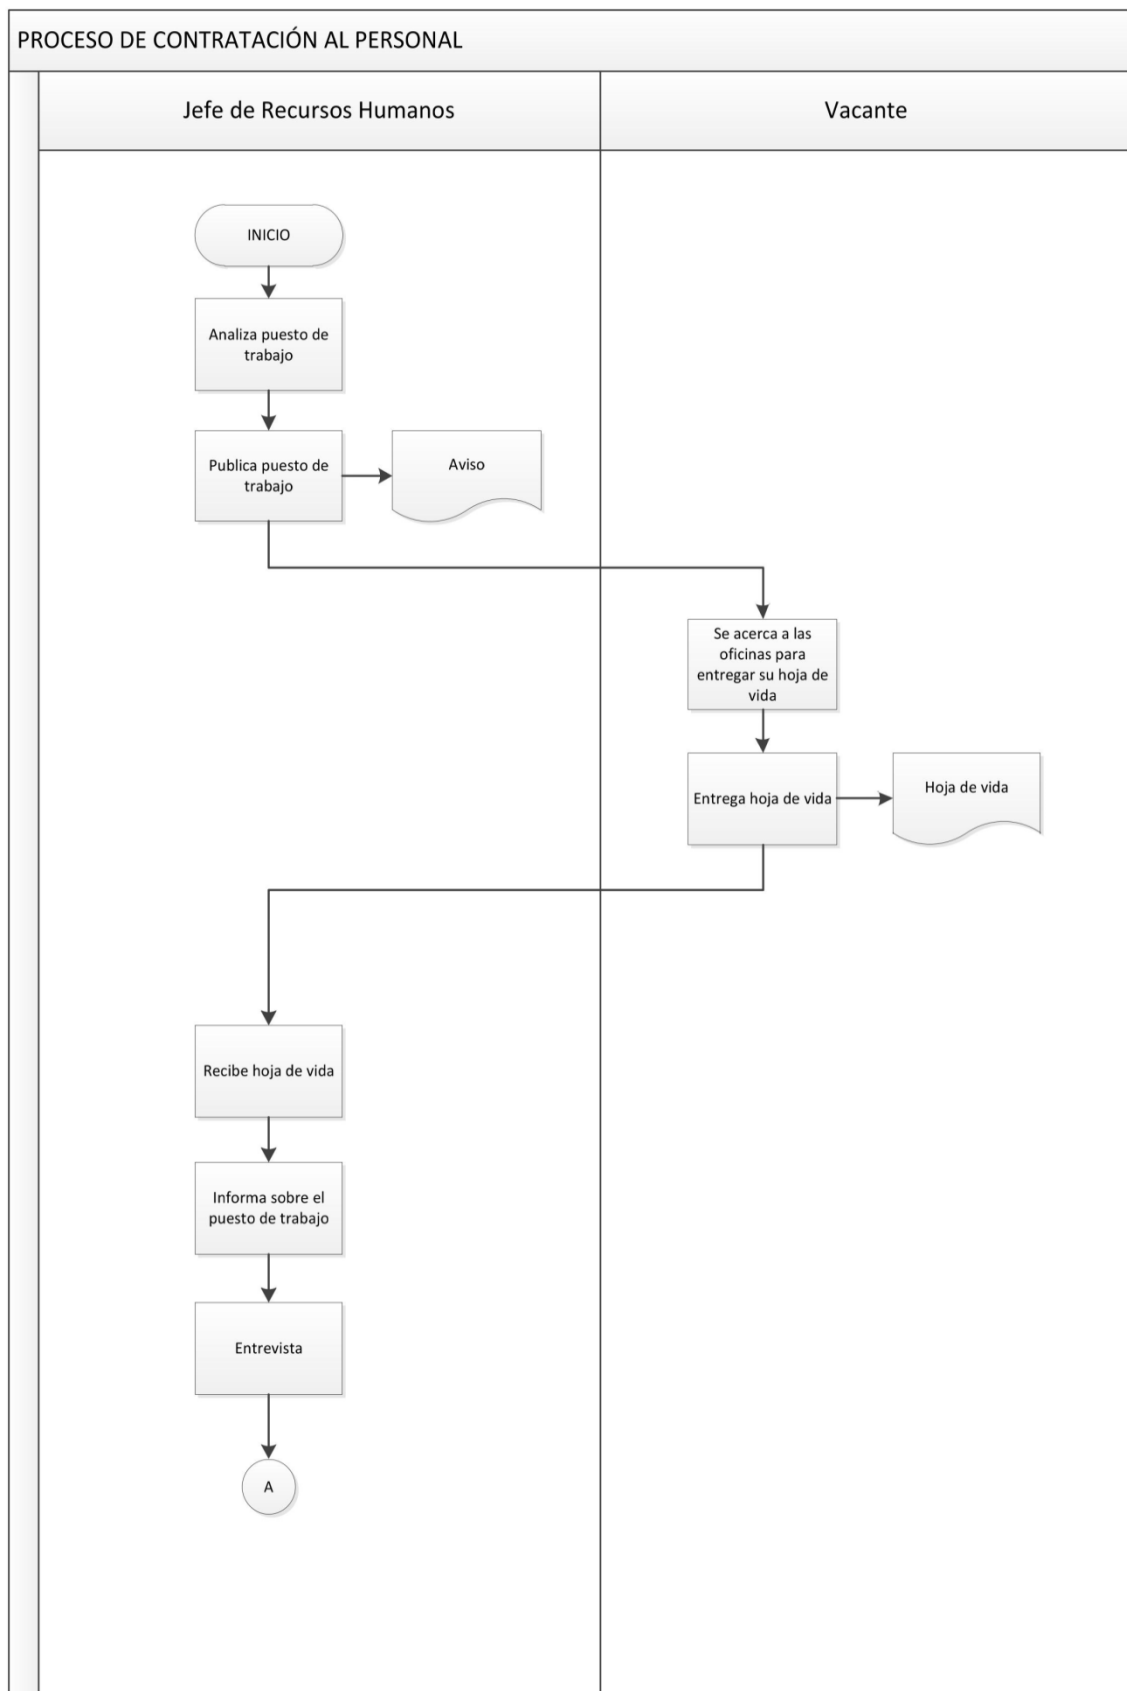 PROCESO DE CONTRATACIÓN AL PERSONAL
Jefe de Recursos Humanos
Vacante
INICIO
Analiza puesto de
trabajo
Publica puesto de
trabajo
Aviso
Se acerca a las
oficinas para
entregar su hoja de
vida
Entrega hoja de vida
Hoja de vida
Recibe hoja de vida
Informa sobre el
puesto de trabajo
Entrevista
A